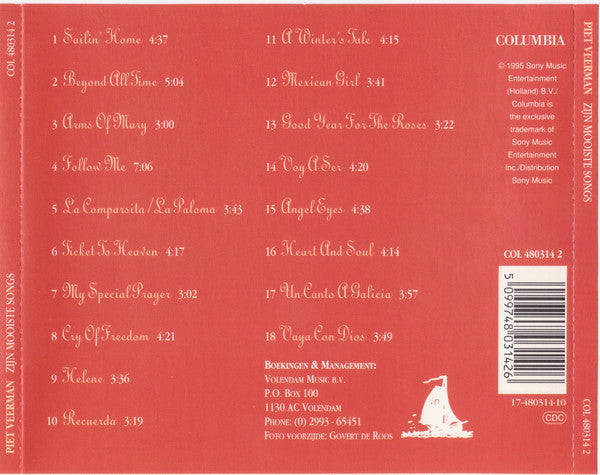 COL 480314 2
PIET VEERMAN ZIJN MOOISTE SONGS
1 Sailin' Home 4:37
2 Beyond All Time 5:04
3 Arms Of Mary 3:00
4 Follow Me 7:06
5 La Comparsita/La Paloma 3:43
6 Ticket To Heaven 4:17
7 My Special Prayer 3:02
8 Cry Of Freedom 4:21
9 Helene 3:36
10 Recuerda 3:19
11 A Winter's Tale 4:15
12 Mexican Girl 3:41
13 Good Year For The Roses 3:22
14 Voy A Ser 4:20
15 Angel Eyes 4:38
16 Heart And Soul 4:14
17 Un Canto A Galicia 3:57
18 Vaya Con Dios 3:49
BOEKINGEN & MANAGEMENT:
VOLENDAM MUSIC B.V.
P.O. BOX 100
1130 AC VOLENDAM
PHONE: (0) 2993 - 65451
FOTO VOORZIJDE: GOVERT DE ROOS
COLUMBIA
© 1995 Sony Music
Entertainment
(Holland) B.V./
Columbia is
the exclusive
trademark of
Sony Music
Entertainment
Inc./Distribution
Sony Music
COL 480314 2
5 099748 031426
17-480314-10
CDC
PIET VEERMAN ZIJN MOOISTE SONGS
COL 480314 2